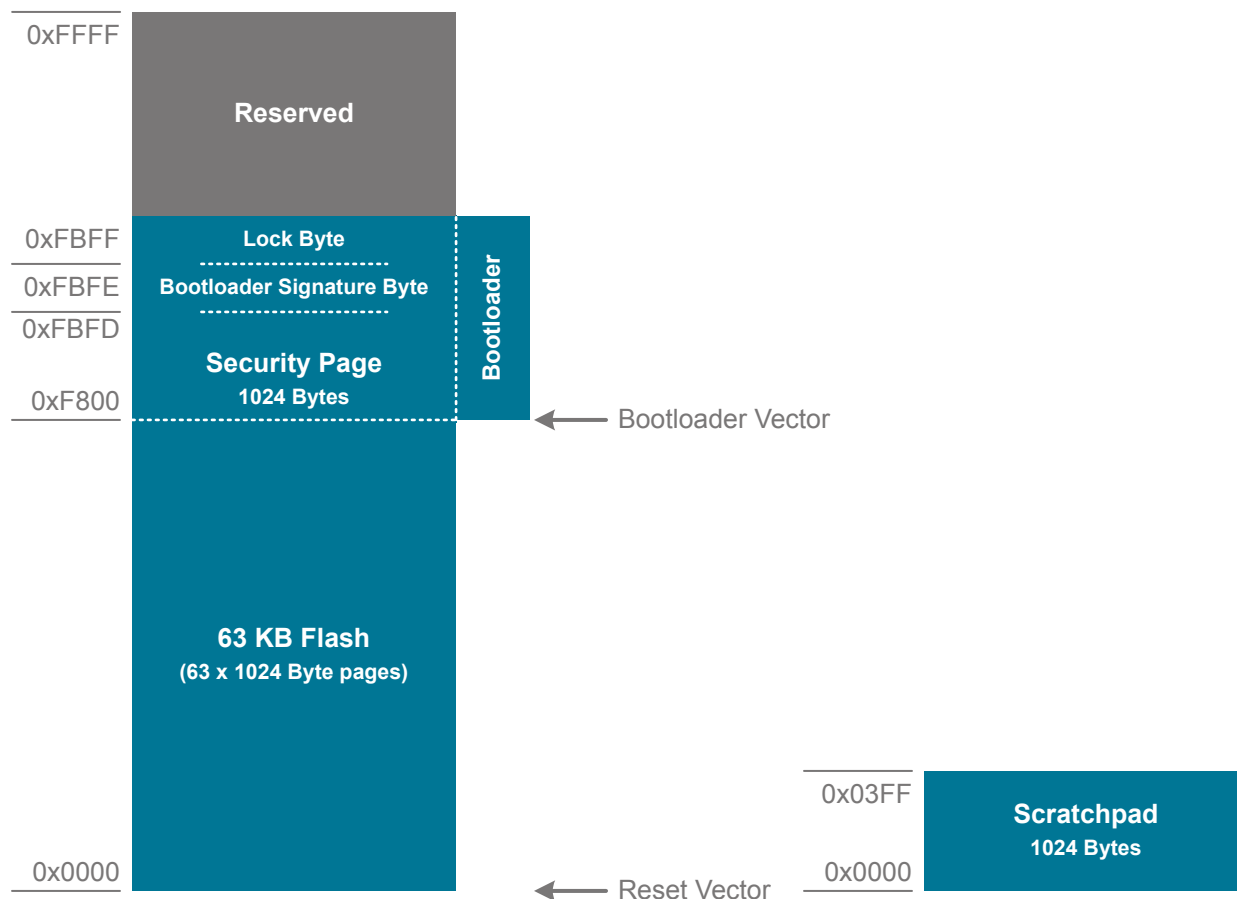 0xFFFF
Reserved
0xFBFF
Lock Byte
0xFBFE
Bootloader Signature Byte
0xFBFD
Security Page
1024 Bytes
0xF800
Bootloader
Bootloader Vector
63 KB Flash
(63 x 1024 Byte pages)
0x0000
Reset Vector
0x03FF
Scratchpad
1024 Bytes
0x0000